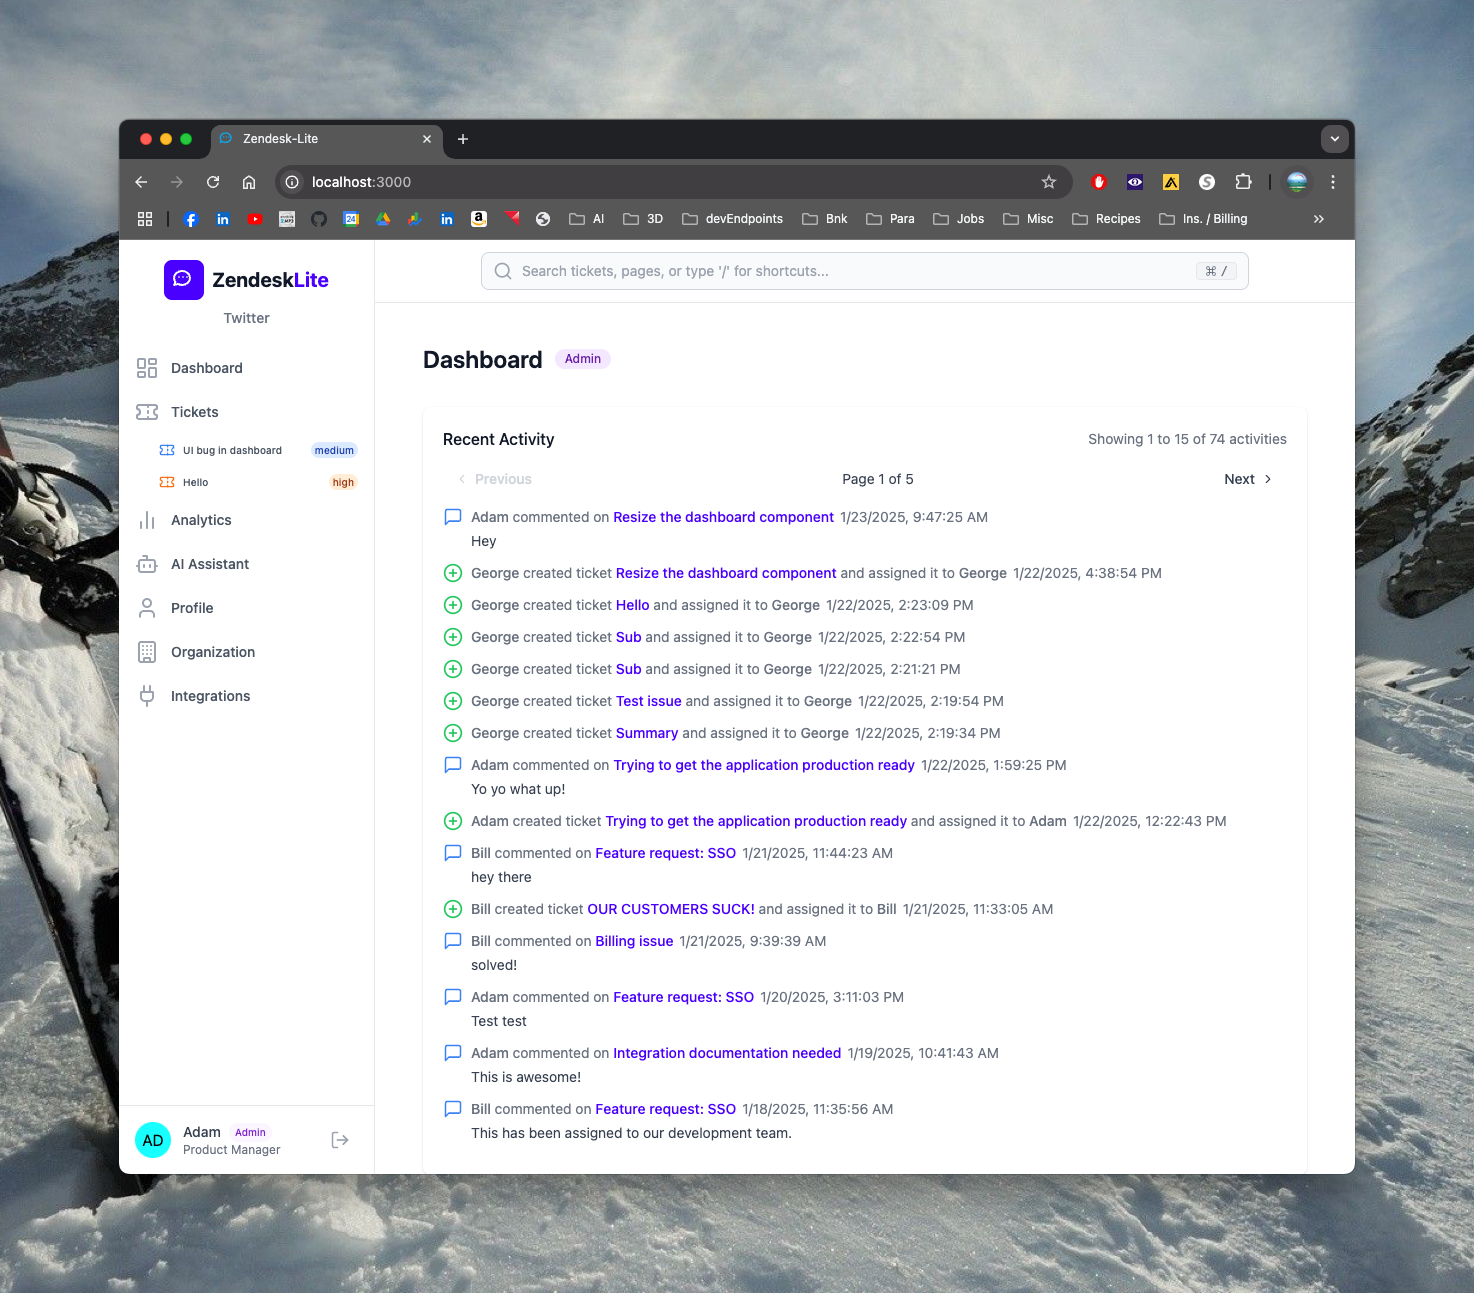 Zendesk-Lite
localhost:3000
AI
3D
devEndpoints
Bnk
Para
Jobs
Misc
Recipes
Ins. / Billing
ZendeskLite
Twitter
Search tickets, pages, or type '/' for shortcuts...
⌘ /
Dashboard
Tickets
UI bug in dashboard medium
Hello high
Analytics
AI Assistant
Profile
Organization
Integrations
AD
Adam Admin
Product Manager
Dashboard Admin
Recent Activity
Showing 1 to 15 of 74 activities
Previous
Page 1 of 5
Next
Adam commented on Resize the dashboard component 1/23/2025, 9:47:25 AM
Hey
George created ticket Resize the dashboard component and assigned it to George 1/22/2025, 4:38:54 PM
George created ticket Hello and assigned it to George 1/22/2025, 2:23:09 PM
George created ticket Sub and assigned it to George 1/22/2025, 2:22:54 PM
George created ticket Sub and assigned it to George 1/22/2025, 2:21:21 PM
George created ticket Test issue and assigned it to George 1/22/2025, 2:19:54 PM
George created ticket Summary and assigned it to George 1/22/2025, 2:19:34 PM
Adam commented on Trying to get the application production ready 1/22/2025, 1:59:25 PM
Yo yo what up!
Adam created ticket Trying to get the application production ready and assigned it to Adam 1/22/2025, 12:22:43 PM
Bill commented on Feature request: SSO 1/21/2025, 11:44:23 AM
hey there
Bill created ticket OUR CUSTOMERS SUCK! and assigned it to Bill 1/21/2025, 11:33:05 AM
Bill commented on Billing issue 1/21/2025, 9:39:39 AM
solved!
Adam commented on Feature request: SSO 1/20/2025, 3:11:03 PM
Test test
Adam commented on Integration documentation needed 1/19/2025, 10:41:43 AM
This is awesome!
Bill commented on Feature request: SSO 1/18/2025, 11:35:56 AM
This has been assigned to our development team.